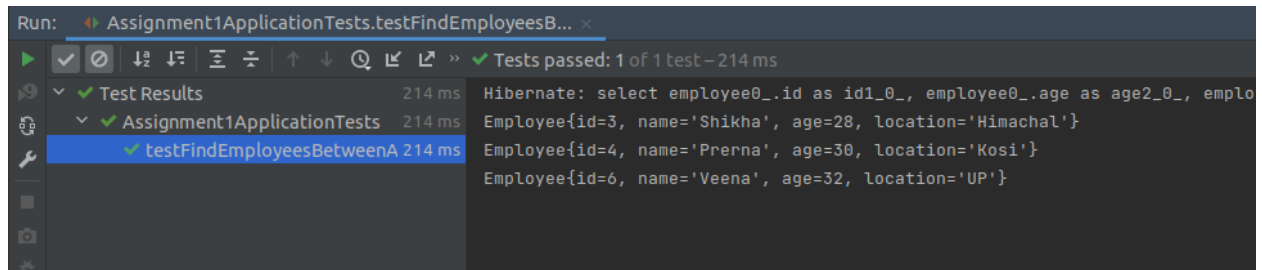 Run: Assignment1ApplicationTests.testFindEmployeesB... ×
» Tests passed: 1 of 1 test – 214 ms
Test Results 214 ms
Assignment1ApplicationTests 214 ms
testFindEmployeesBetweenA 214 ms
Hibernate: select employee0_.id as id1_0_, employee0_.age as age2_0_, emplo
Employee{id=3, name='Shikha', age=28, location='Himachal'}
Employee{id=4, name='Prerna', age=30, location='Kosi'}
Employee{id=6, name='Veena', age=32, location='UP'}